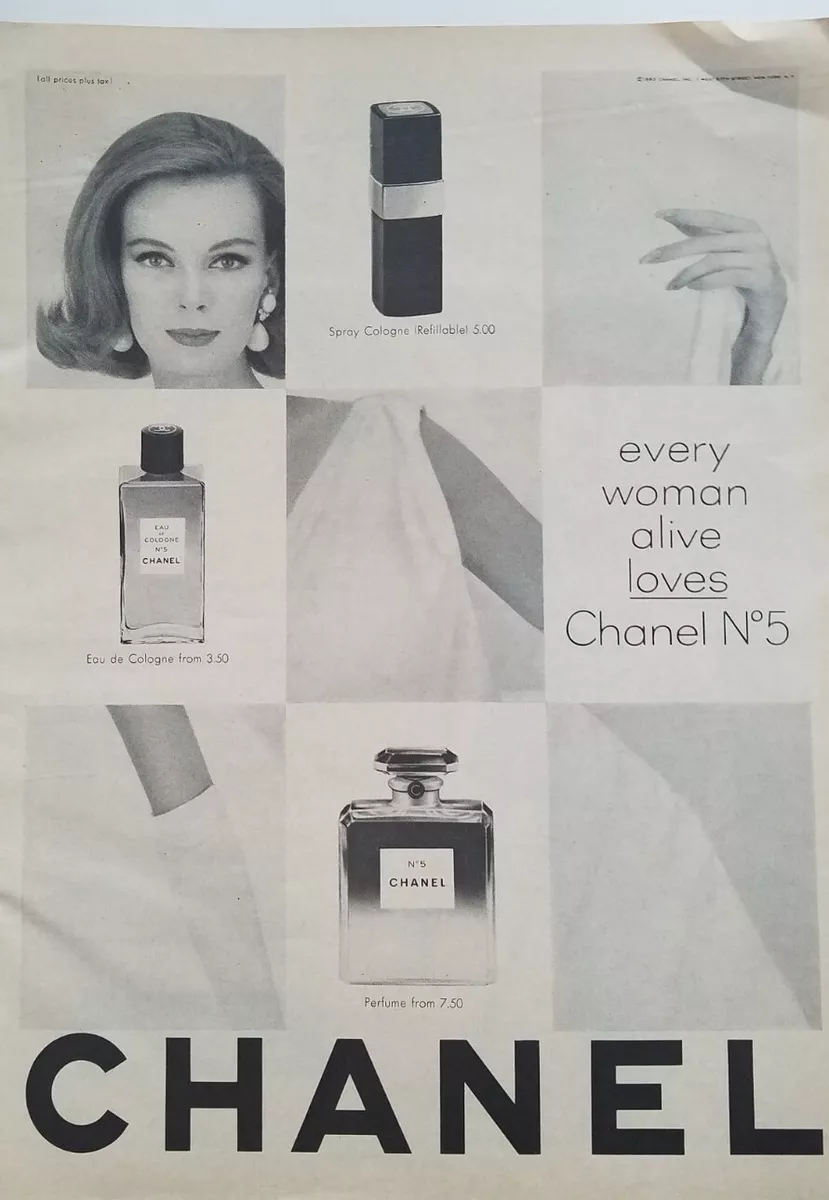 (all prices plus tax)
Spray Cologne (Refillable) 5.00
EAU
de
COLOGNE
N°5
CHANEL
Eau de Cologne from 3.50
every
woman
alive
loves
Chanel N°5
N°5
CHANEL
Perfume from 7.50
CHANEL